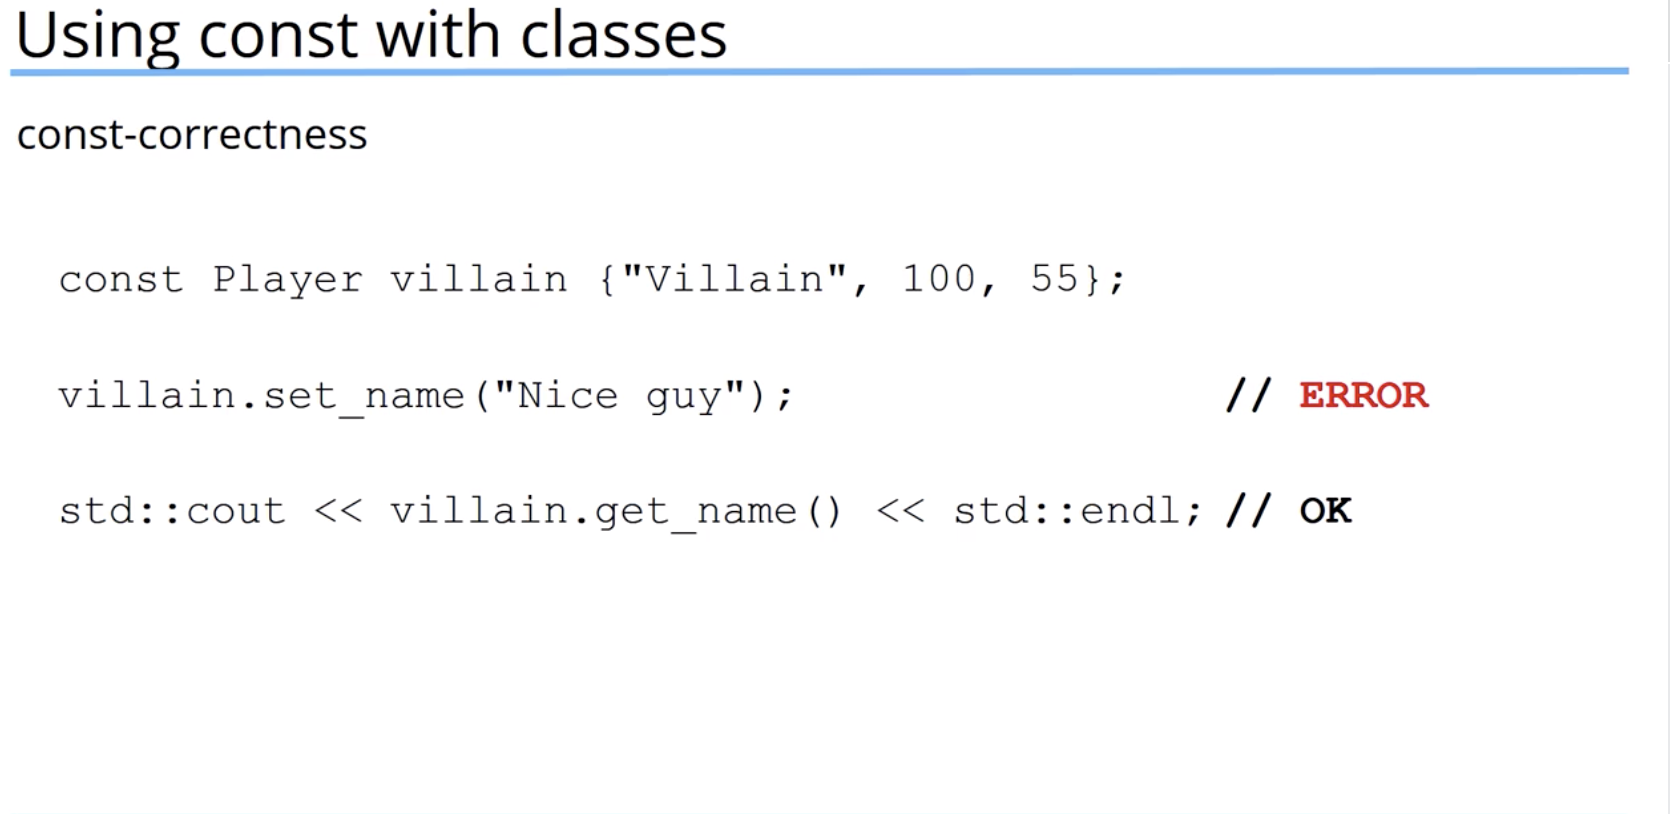 Using const with classes
const-correctness
const Player villain {"Villain", 100, 55};
villain.set_name("Nice guy"); // ERROR
std::cout << villain.get_name() << std::endl; // OK